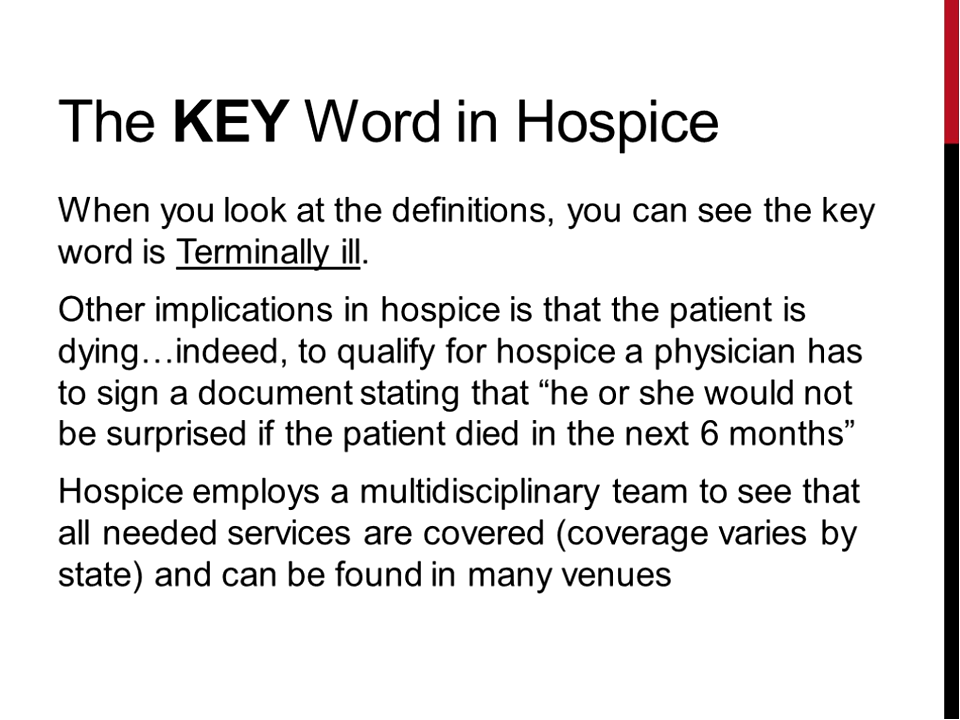 The KEY Word in Hospice
When you look at the definitions, you can see the key
word is Terminally ill.
Other implications in hospice is that the patient is
dying…indeed, to qualify for hospice a physician has
to sign a document stating that “he or she would not
be surprised if the patient died in the next 6 months”
Hospice employs a multidisciplinary team to see that
all needed services are covered (coverage varies by
state) and can be found in many venues